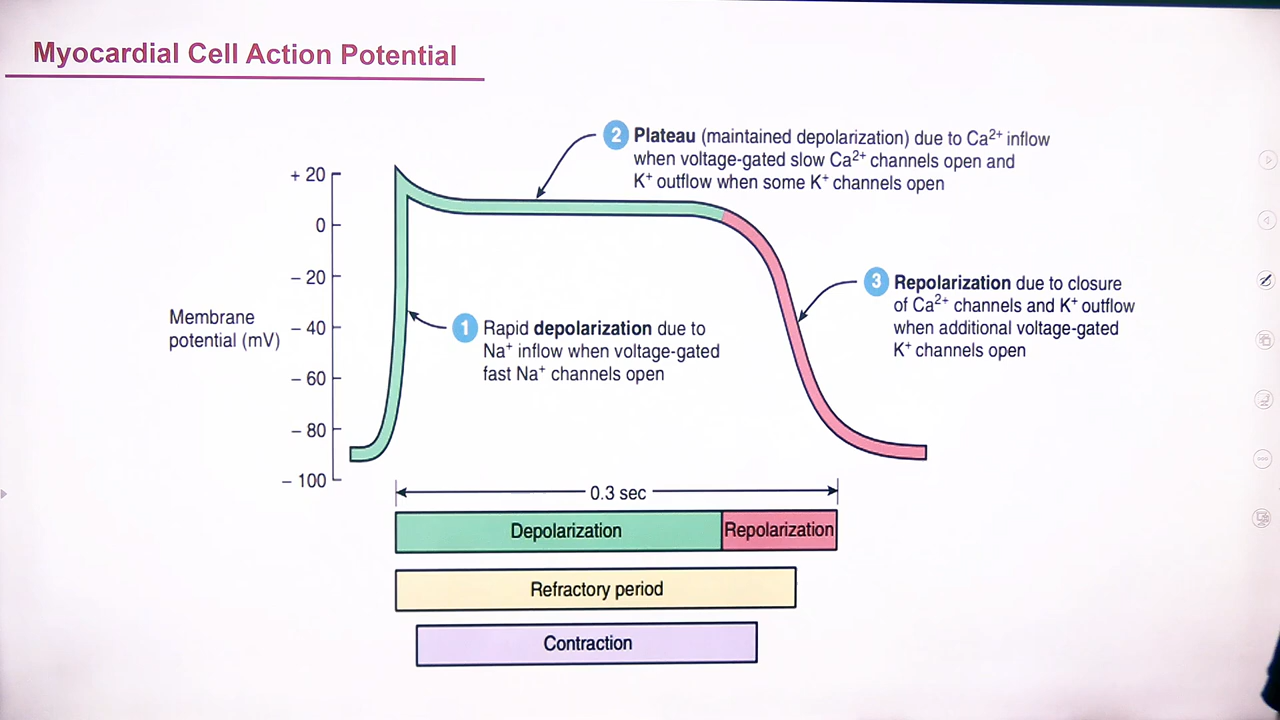 Myocardial Cell Action Potential
2 Plateau (maintained depolarization) due to Ca²⁺ inflow
when voltage-gated slow Ca²⁺ channels open and
K⁺ outflow when some K⁺ channels open
+ 20
0
– 20
– 40
– 60
– 80
– 100
Membrane
potential (mV)
1 Rapid depolarization due to
Na⁺ inflow when voltage-gated
fast Na⁺ channels open
3 Repolarization due to closure
of Ca²⁺ channels and K⁺ outflow
when additional voltage-gated
K⁺ channels open
0.3 sec
Depolarization
Repolarization
Refractory period
Contraction